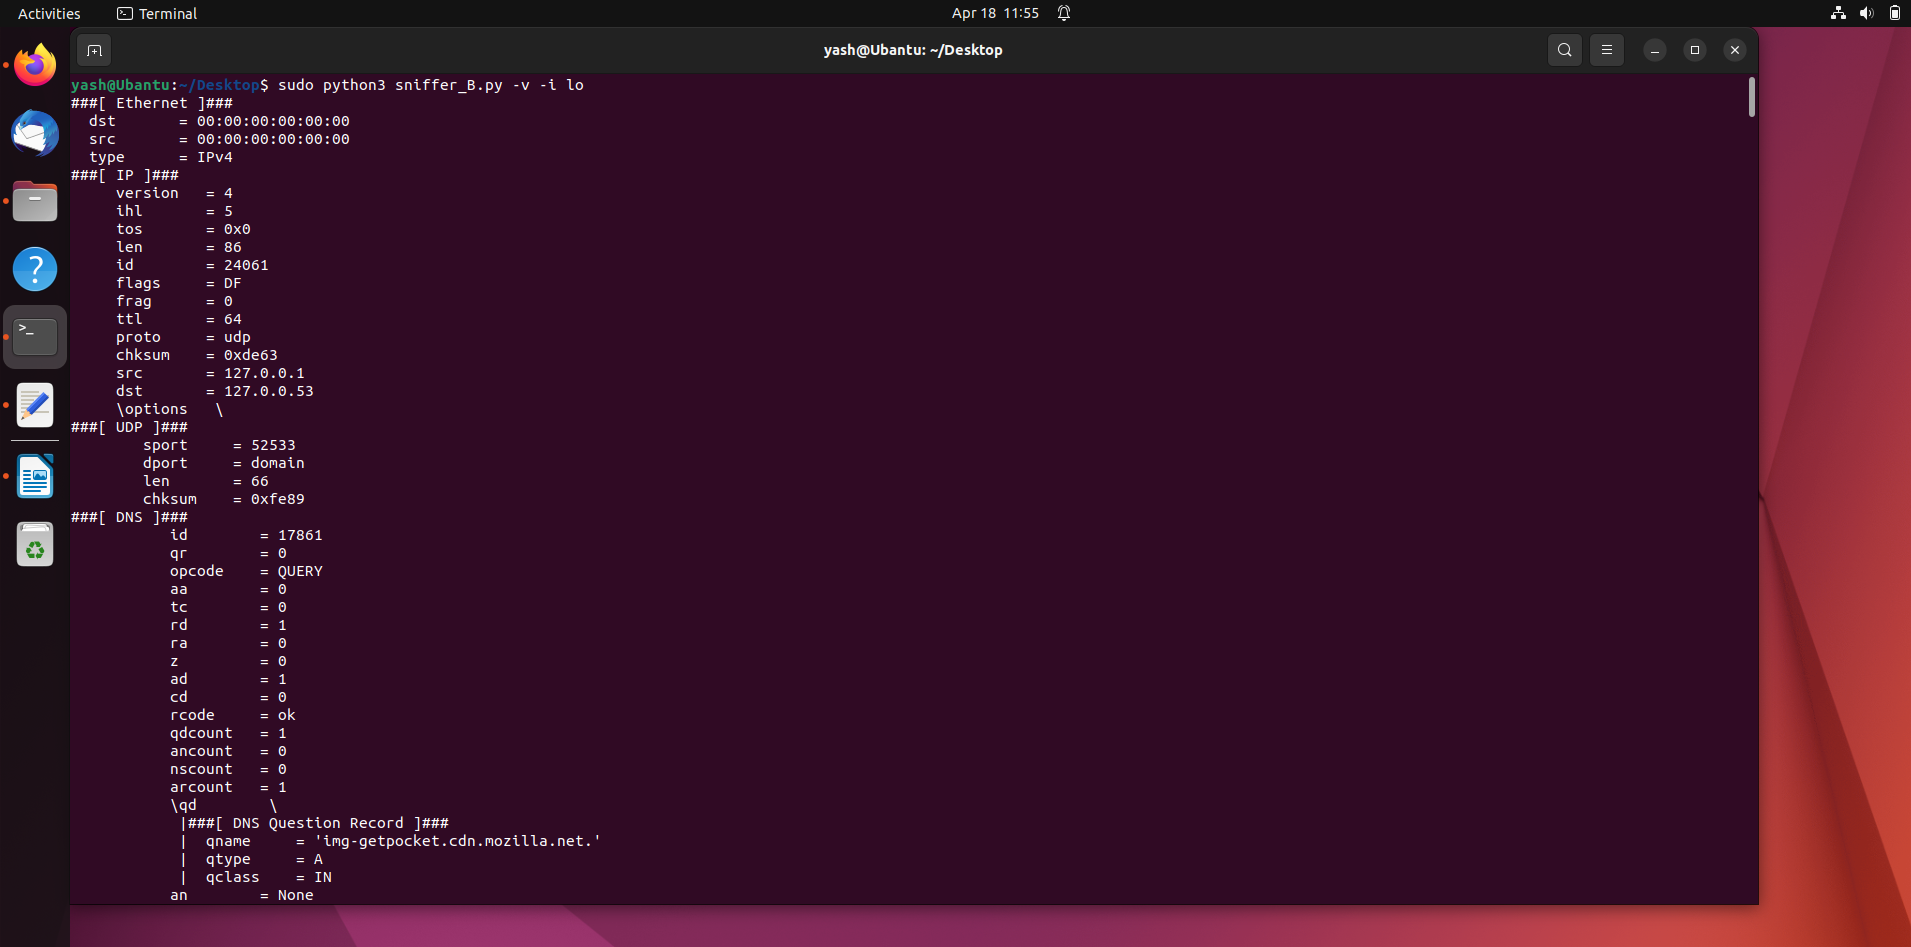 Activities
Terminal
Apr 18 11:55
yash@Ubantu: ~/Desktop
yash@Ubantu:~/Desktop$ sudo python3 sniffer_B.py -v -i lo
###[ Ethernet ]###
  dst       = 00:00:00:00:00:00
  src       = 00:00:00:00:00:00
  type      = IPv4
###[ IP ]###
     version   = 4
     ihl       = 5
     tos       = 0x0
     len       = 86
     id        = 24061
     flags     = DF
     frag      = 0
     ttl       = 64
     proto     = udp
     chksum    = 0xde63
     src       = 127.0.0.1
     dst       = 127.0.0.53
     \options   \
###[ UDP ]###
        sport     = 52533
        dport     = domain
        len       = 66
        chksum    = 0xfe89
###[ DNS ]###
           id        = 17861
           qr        = 0
           opcode    = QUERY
           aa        = 0
           tc        = 0
           rd        = 1
           ra        = 0
           z         = 0
           ad        = 1
           cd        = 0
           rcode     = ok
           qdcount   = 1
           ancount   = 0
           nscount   = 0
           arcount   = 1
           \qd        \
            |###[ DNS Question Record ]###
            |  qname     = 'img-getpocket.cdn.mozilla.net.'
            |  qtype     = A
            |  qclass    = IN
           an        = None